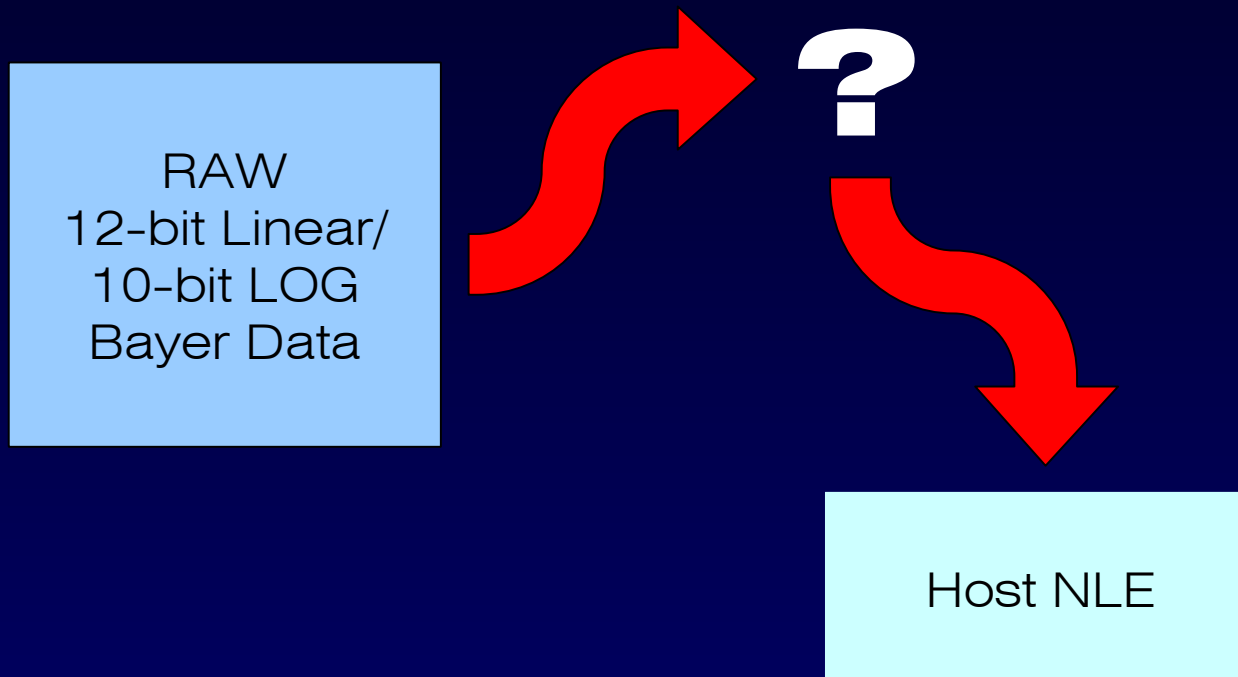 ?
RAW
12-bit Linear/
10-bit LOG
Bayer Data
Host NLE